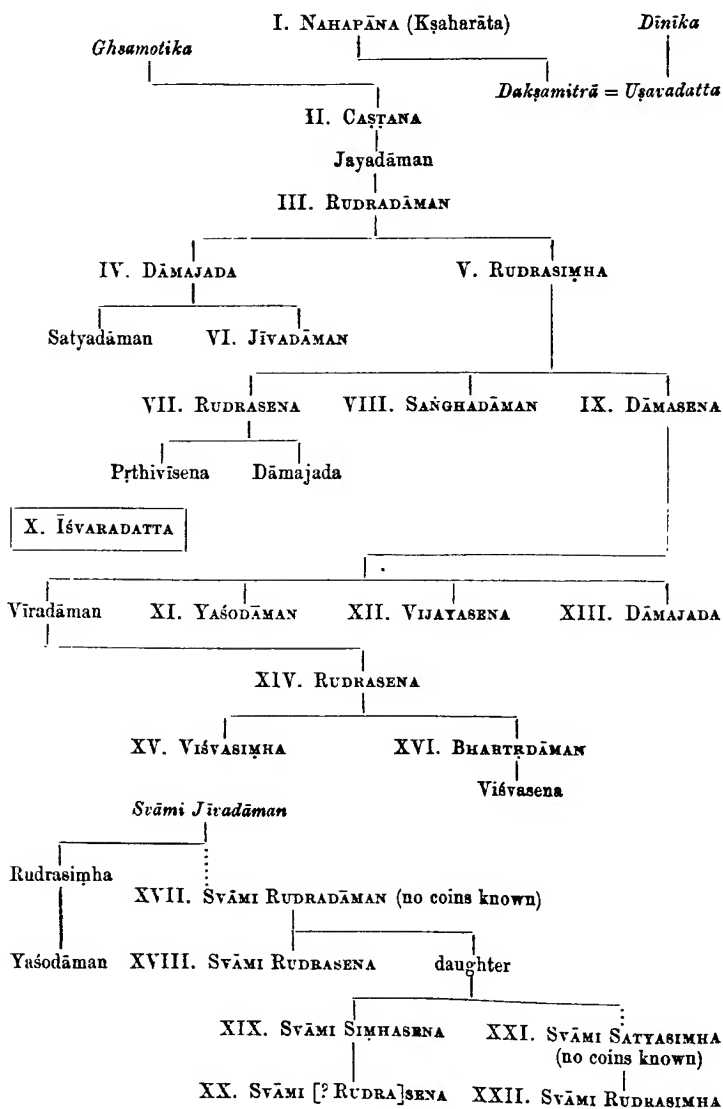 I. NAHAPĀNA (Kṣaharāta) Dīnīka
Ghsamotika
Dakṣamitrā = Uṣavadatta
II. CAṢṬANA
Jayadāman
III. RUDRADĀMAN
IV. DĀMAJADA V. RUDRASIṂHA
Satyadāman VI. JĪVADĀMAN
VII. RUDRASENA VIII. SAṄGHADĀMAN IX. DĀMASENA
Pṛthivīsena Dāmajada
X. ĪŚVARADATTA
Vīradāman XI. YAŚODĀMAN XII. VIJAYASENA XIII. DĀMAJADA
XIV. RUDRASENA
XV. VIŚVASIṂHA XVI. BHARTṚDĀMAN
Viśvasena
Svāmi Jīvadāman
Rudrasiṃha
XVII. SVĀMI RUDRADĀMAN (no coins known)
Yaśodāman XVIII. SVĀMI RUDRASENA daughter
XIX. SVĀMI SIṂHASENA XXI. SVĀMI SATYASIṂHA
(no coins known)
XX. SVĀMI [? RUDRA]SENA XXII. SVĀMI RUDRASIṂHA